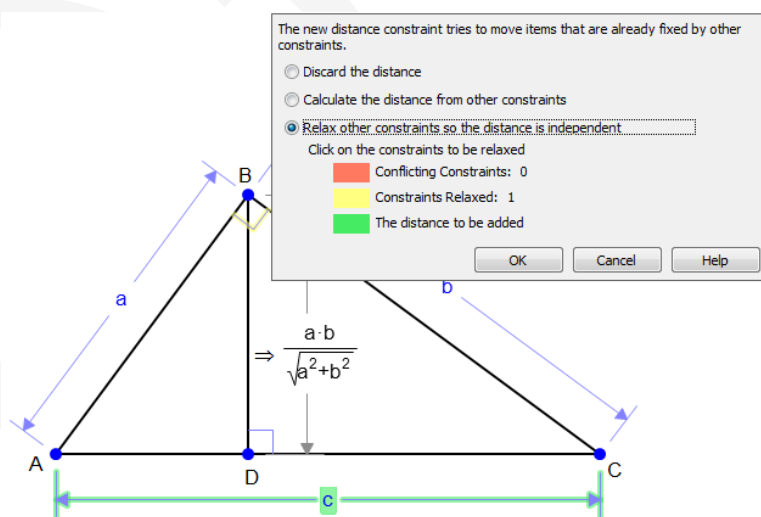 The new distance constraint tries to move items that are already fixed by other
constraints.
Discard the distance
Calculate the distance from other constraints
Relax other constraints so the distance is independent
Click on the constraints to be relaxed
Conflicting Constraints: 0
Constraints Relaxed: 1
The distance to be added
OK Cancel Help
B
a
b
⇒ a·b
√a²+b²
A
D
C
c